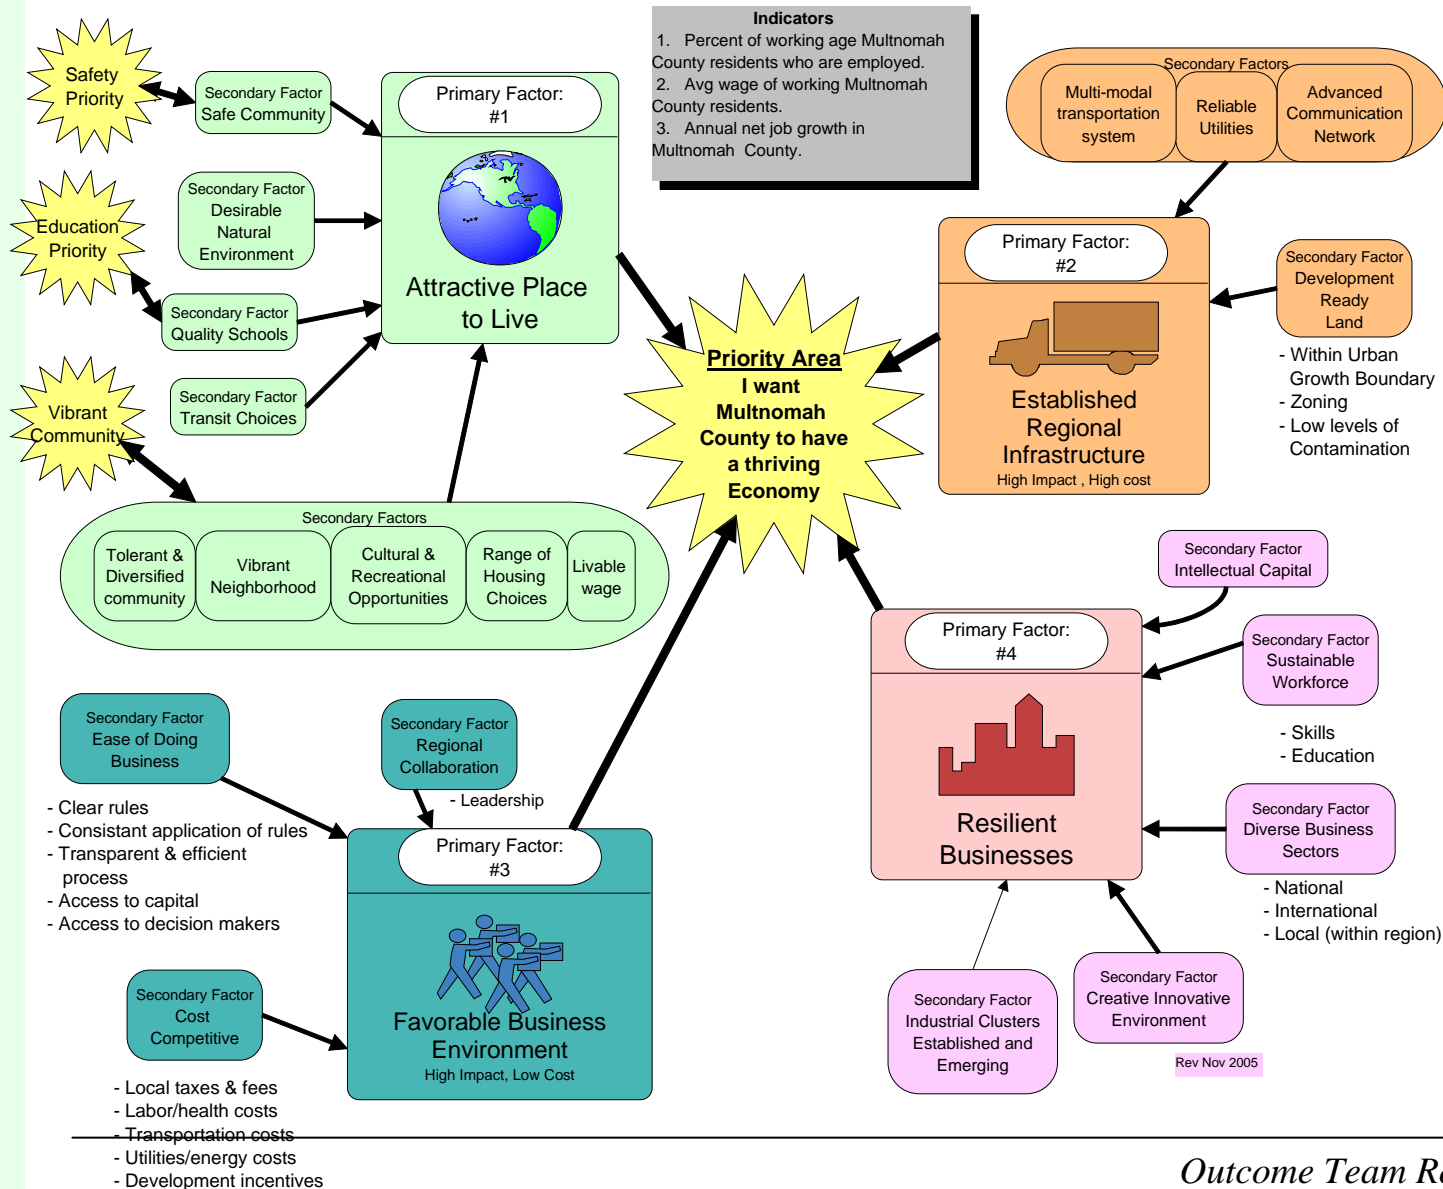 Indicators
1. Percent of working age Multnomah
County residents who are employed.
2. Avg wage of working Multnomah
County residents.
3. Annual net job growth in
Multnomah County.
Safety
Priority
Secondary Factor
Safe Community
Primary Factor:
#1
Attractive Place
to Live
Education
Priority
Secondary Factor
Desirable
Natural
Environment
Secondary Factor
Quality Schools
Secondary Factor
Transit Choices
Vibrant
Community
Secondary Factors
Tolerant &
Diversified
community
Vibrant
Neighborhood
Cultural &
Recreational
Opportunities
Range of
Housing
Choices
Livable
wage
Priority Area
I want
Multnomah
County to have
a thriving
Economy
Secondary Factors
Multi-modal
transportation
system
Reliable
Utilities
Advanced
Communication
Network
Primary Factor:
#2
Established
Regional
Infrastructure
High Impact , High cost
Secondary Factor
Development
Ready
Land
- Within Urban
Growth Boundary
- Zoning
- Low levels of
Contamination
Secondary Factor
Ease of Doing
Business
- Clear rules
- Consistant application of rules
- Transparent & efficient
process
- Access to capital
- Access to decision makers
Secondary Factor
Regional
Collaboration
- Leadership
Primary Factor:
#3
Favorable Business
Environment
High Impact, Low Cost
Secondary Factor
Cost
Competitive
- Local taxes & fees
- Labor/health costs
- Transportation costs
- Utilities/energy costs
- Development incentives
Primary Factor:
#4
Resilient
Businesses
Secondary Factor
Intellectual Capital
Secondary Factor
Sustainable
Workforce
- Skills
- Education
Secondary Factor
Diverse Business
Sectors
- National
- International
- Local (within region)
Secondary Factor
Industrial Clusters
Established and
Emerging
Secondary Factor
Creative Innovative
Environment
Rev Nov 2005
Outcome Team